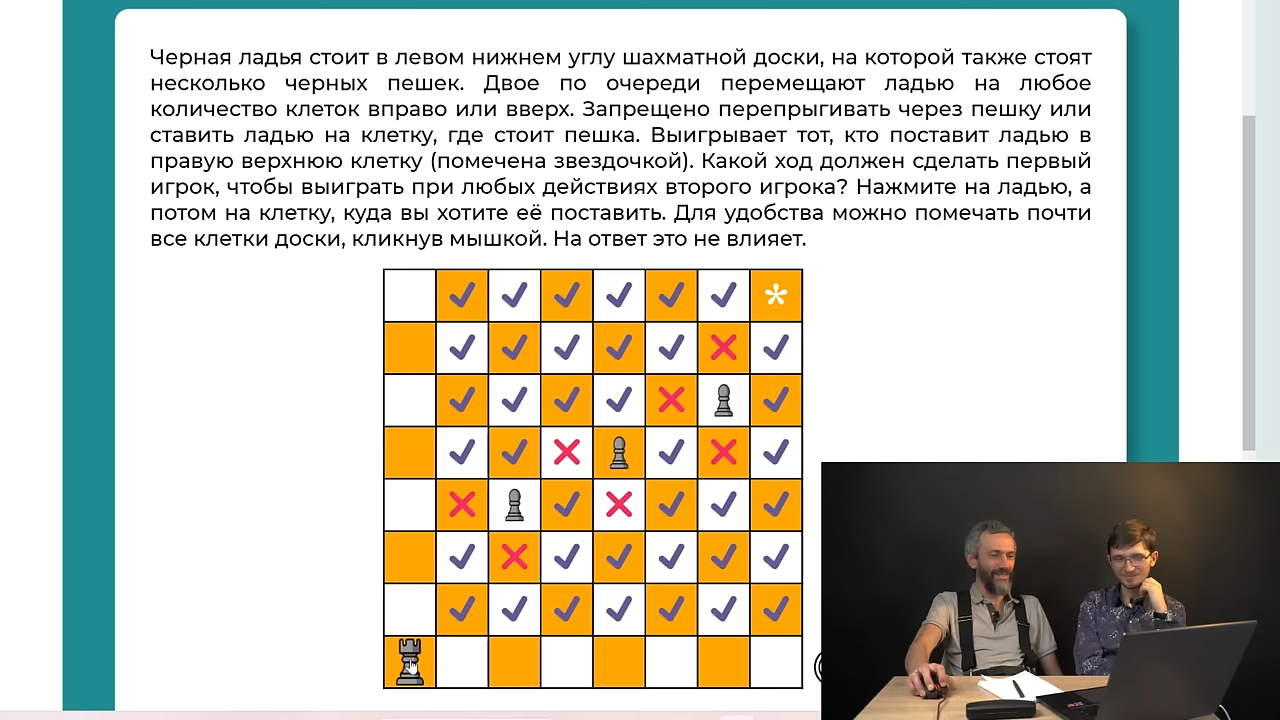 Черная ладья стоит в левом нижнем углу шахматной доски, на которой также стоят
несколько черных пешек. Двое по очереди перемещают ладью на любое
количество клеток вправо или вверх. Запрещено перепрыгивать через пешку или
ставить ладью на клетку, где стоит пешка. Выигрывает тот, кто поставит ладью в
правую верхнюю клетку (помечена звездочкой). Какой ход должен сделать первый
игрок, чтобы выиграть при любых действиях второго игрока? Нажмите на ладью, а
потом на клетку, куда вы хотите её поставить. Для удобства можно помечать почти
все клетки доски, кликнув мышкой. На ответ это не влияет.